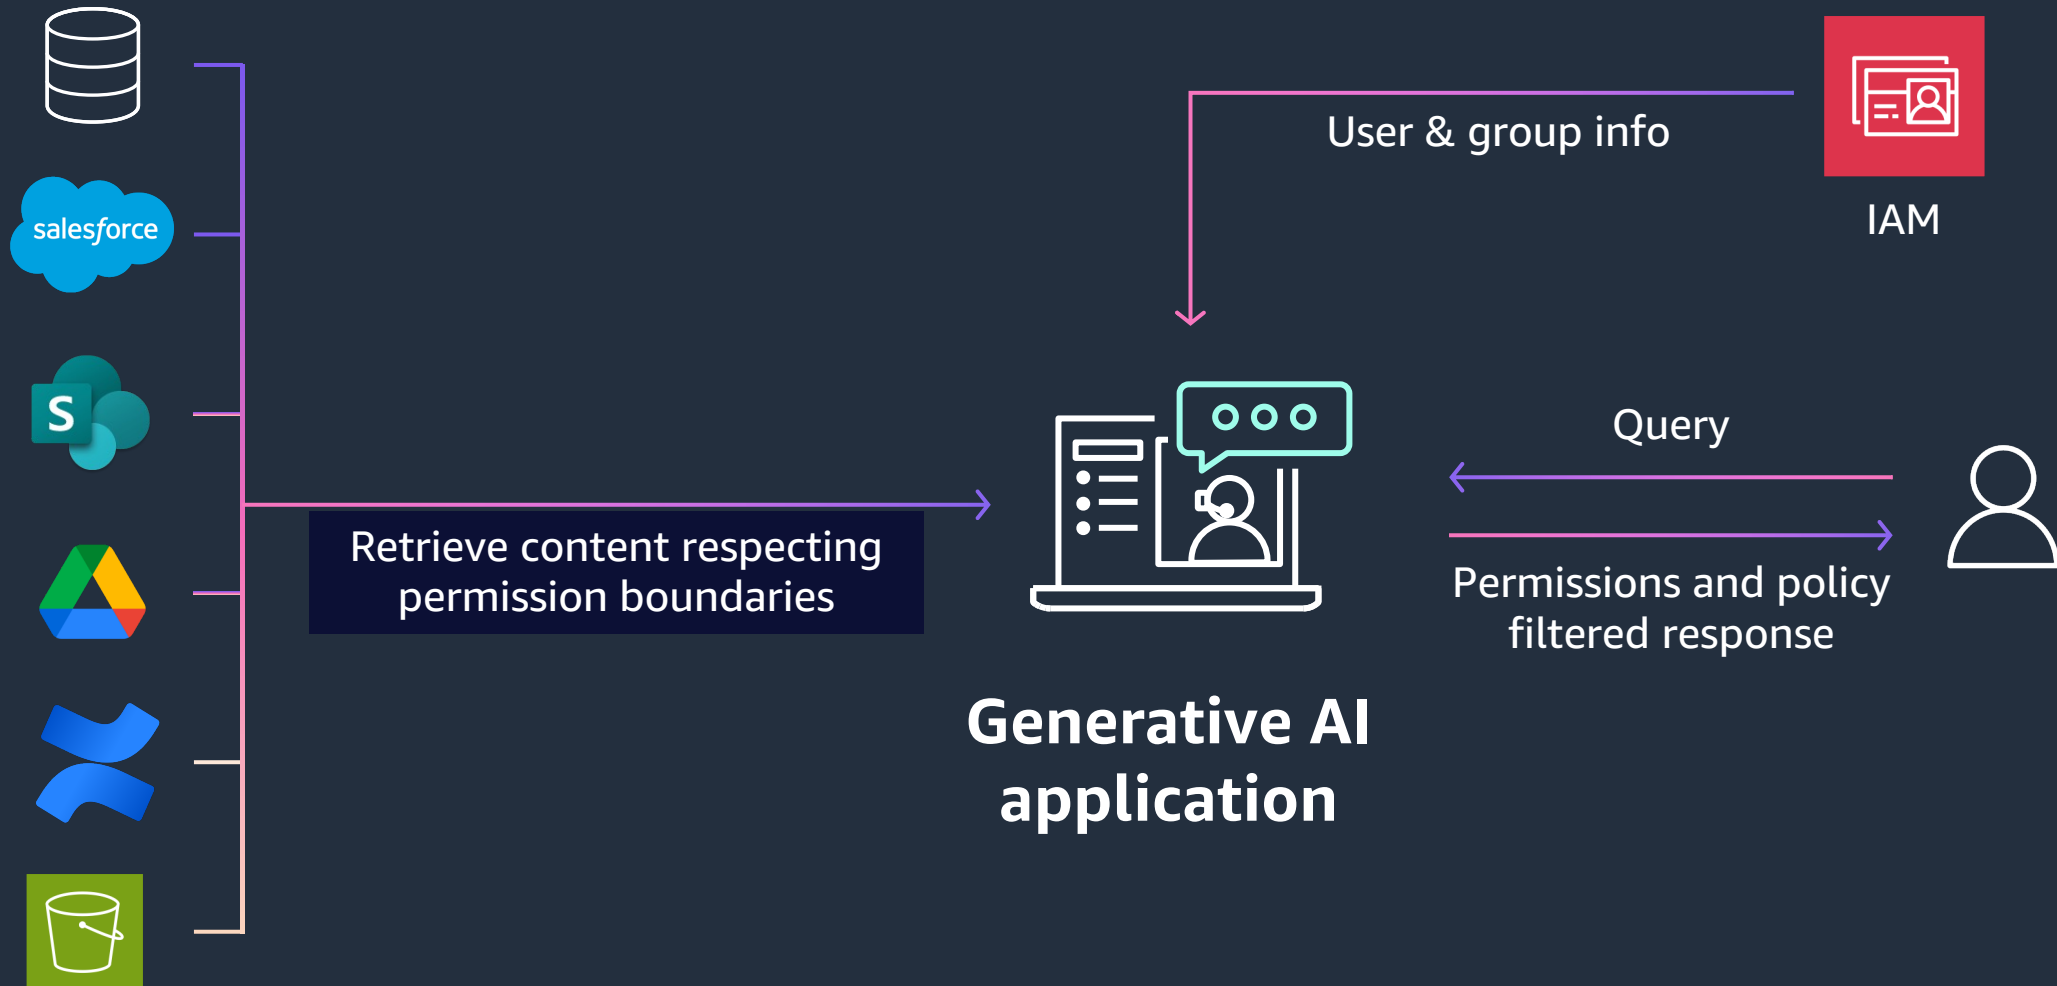 salesforce
S
User & group info
IAM
Retrieve content respecting
permission boundaries
Query
Permissions and policy
filtered response
Generative AI
application